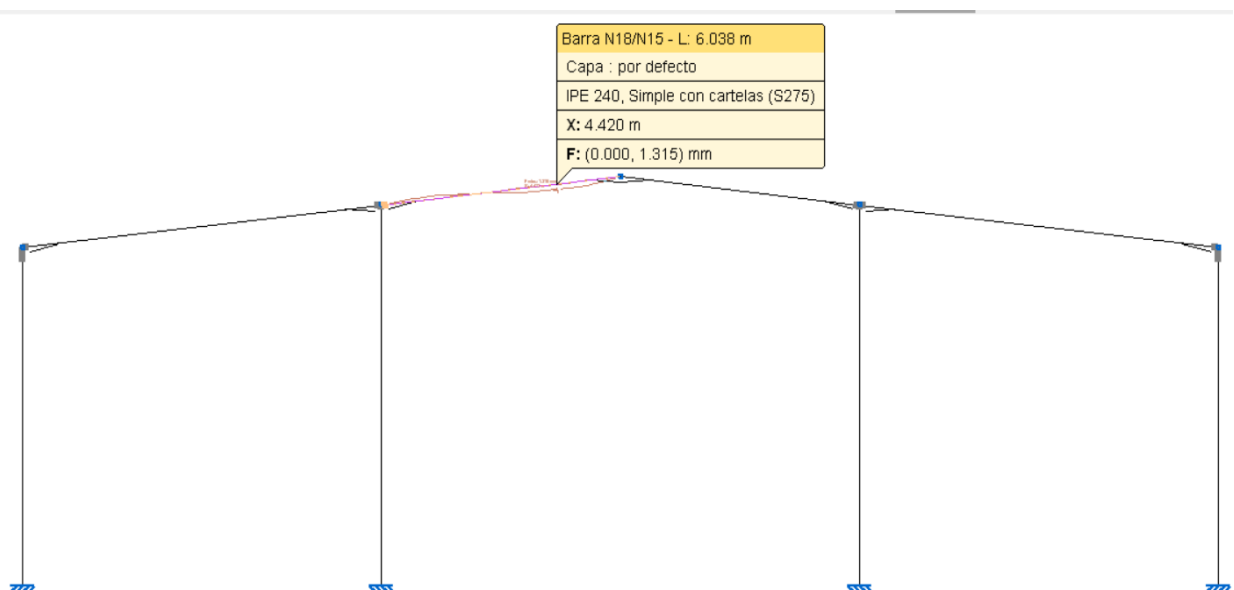 Barra N18/N15 - L: 6.038 m
Capa : por defecto
IPE 240, Simple con cartelas (S275)
X: 4.420 m
F: (0.000, 1.315) mm